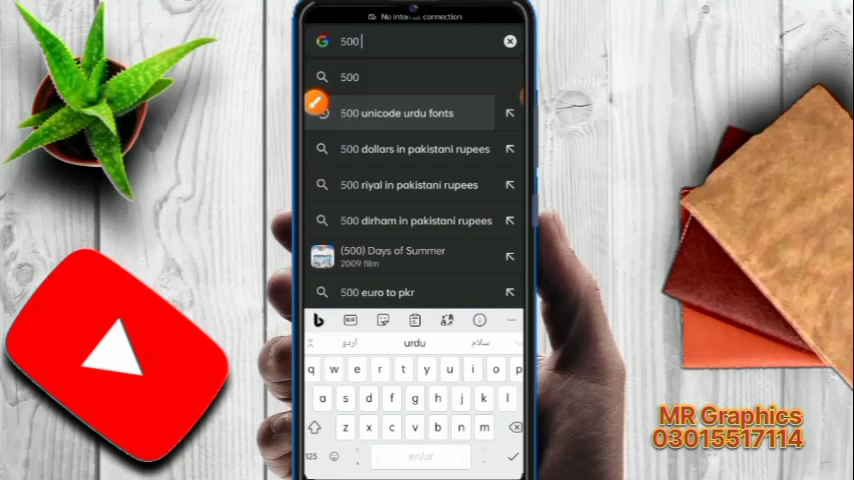 No internet connection
500
500
500 unicode urdu fonts
500 dollars in pakistani rupees
500 riyal in pakistani rupees
500 dirham in pakistani rupees
(500) Days of Summer
2009 film
500 euro to pkr
GIF
اردو urdu سلام
q w e r t y u i o p
a s d f g h j k l
z x c v b n m
123 en/ur
MR Graphics
03015517114